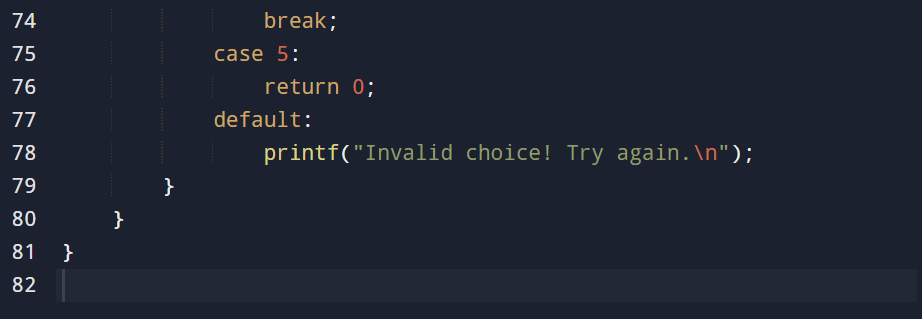 74                 break;
75             case 5:
76                 return 0;
77             default:
78                 printf("Invalid choice! Try again.\n");
79         }
80     }
81 }
82